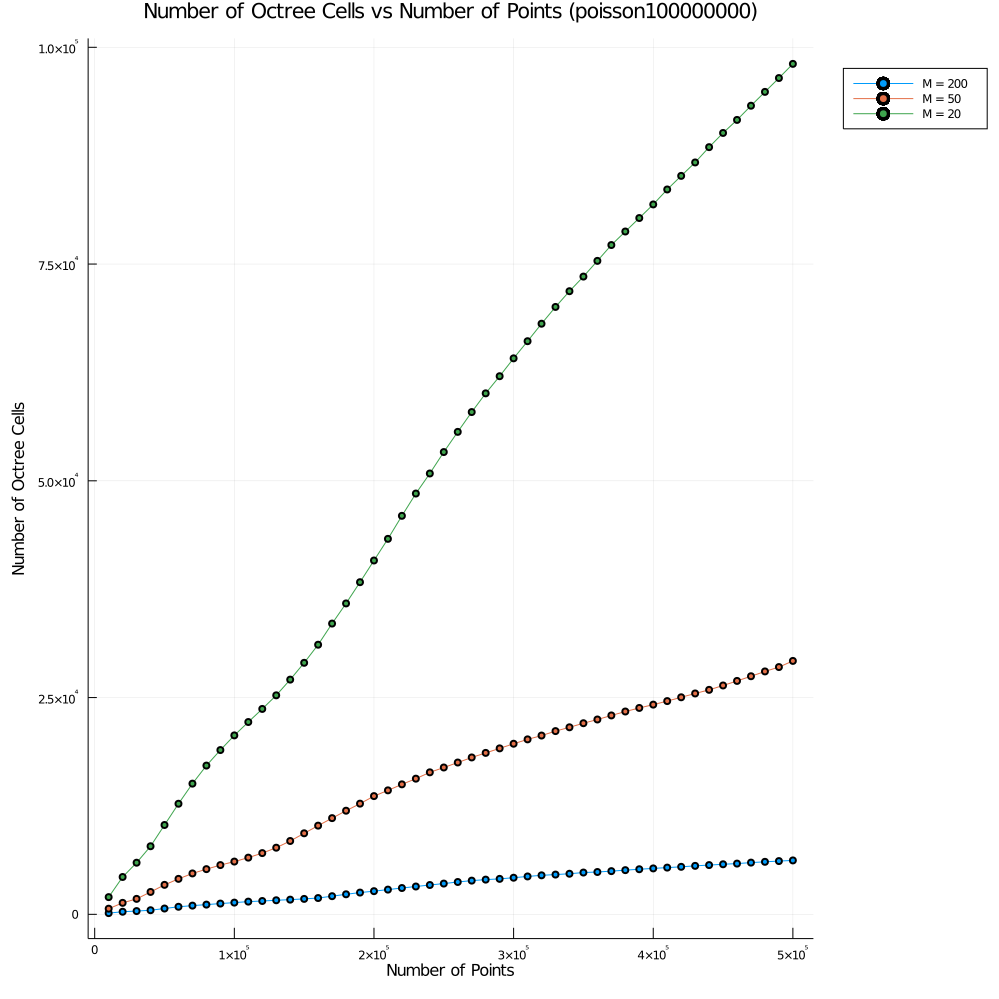 Number of Octree Cells vs Number of Points (poisson100000000)
M = 200
M = 50
M = 20
Number of Octree Cells
1.0×10⁵
7.5×10⁴
5.0×10⁴
2.5×10⁴
0
0
1×10⁵
2×10⁵
3×10⁵
4×10⁵
5×10⁵
Number of Points